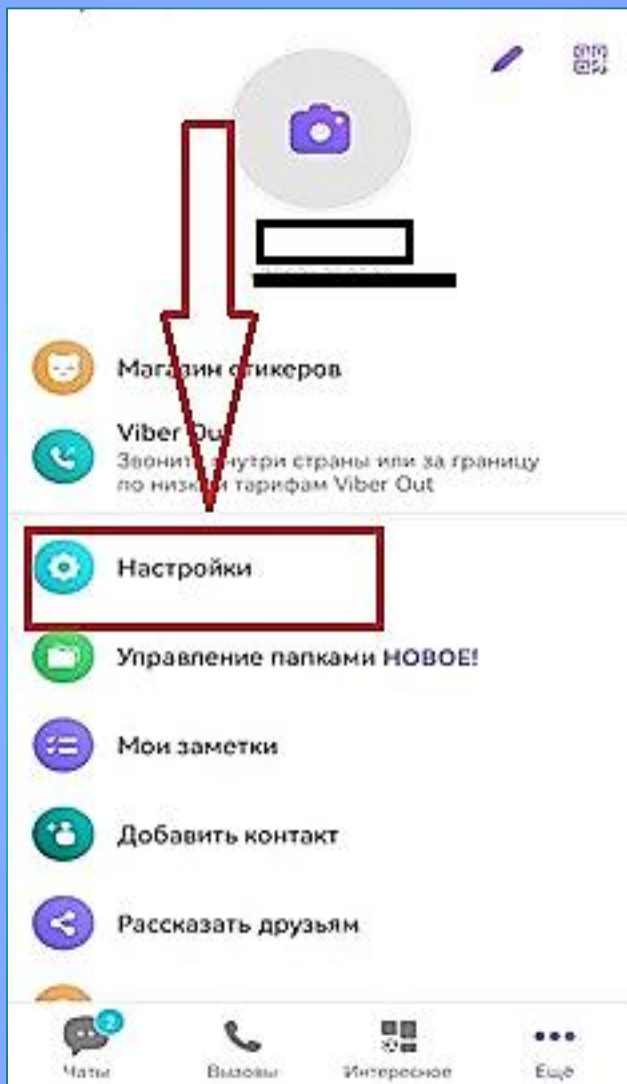 Магазин стикеров
Viber Out
Звоните внутри страны или за границу
по низким тарифам Viber Out
Настройки
Управление папками НОВОЕ!
Мои заметки
Добавить контакт
Рассказать друзьям
2
Чаты Вызовы Интересное Ещё